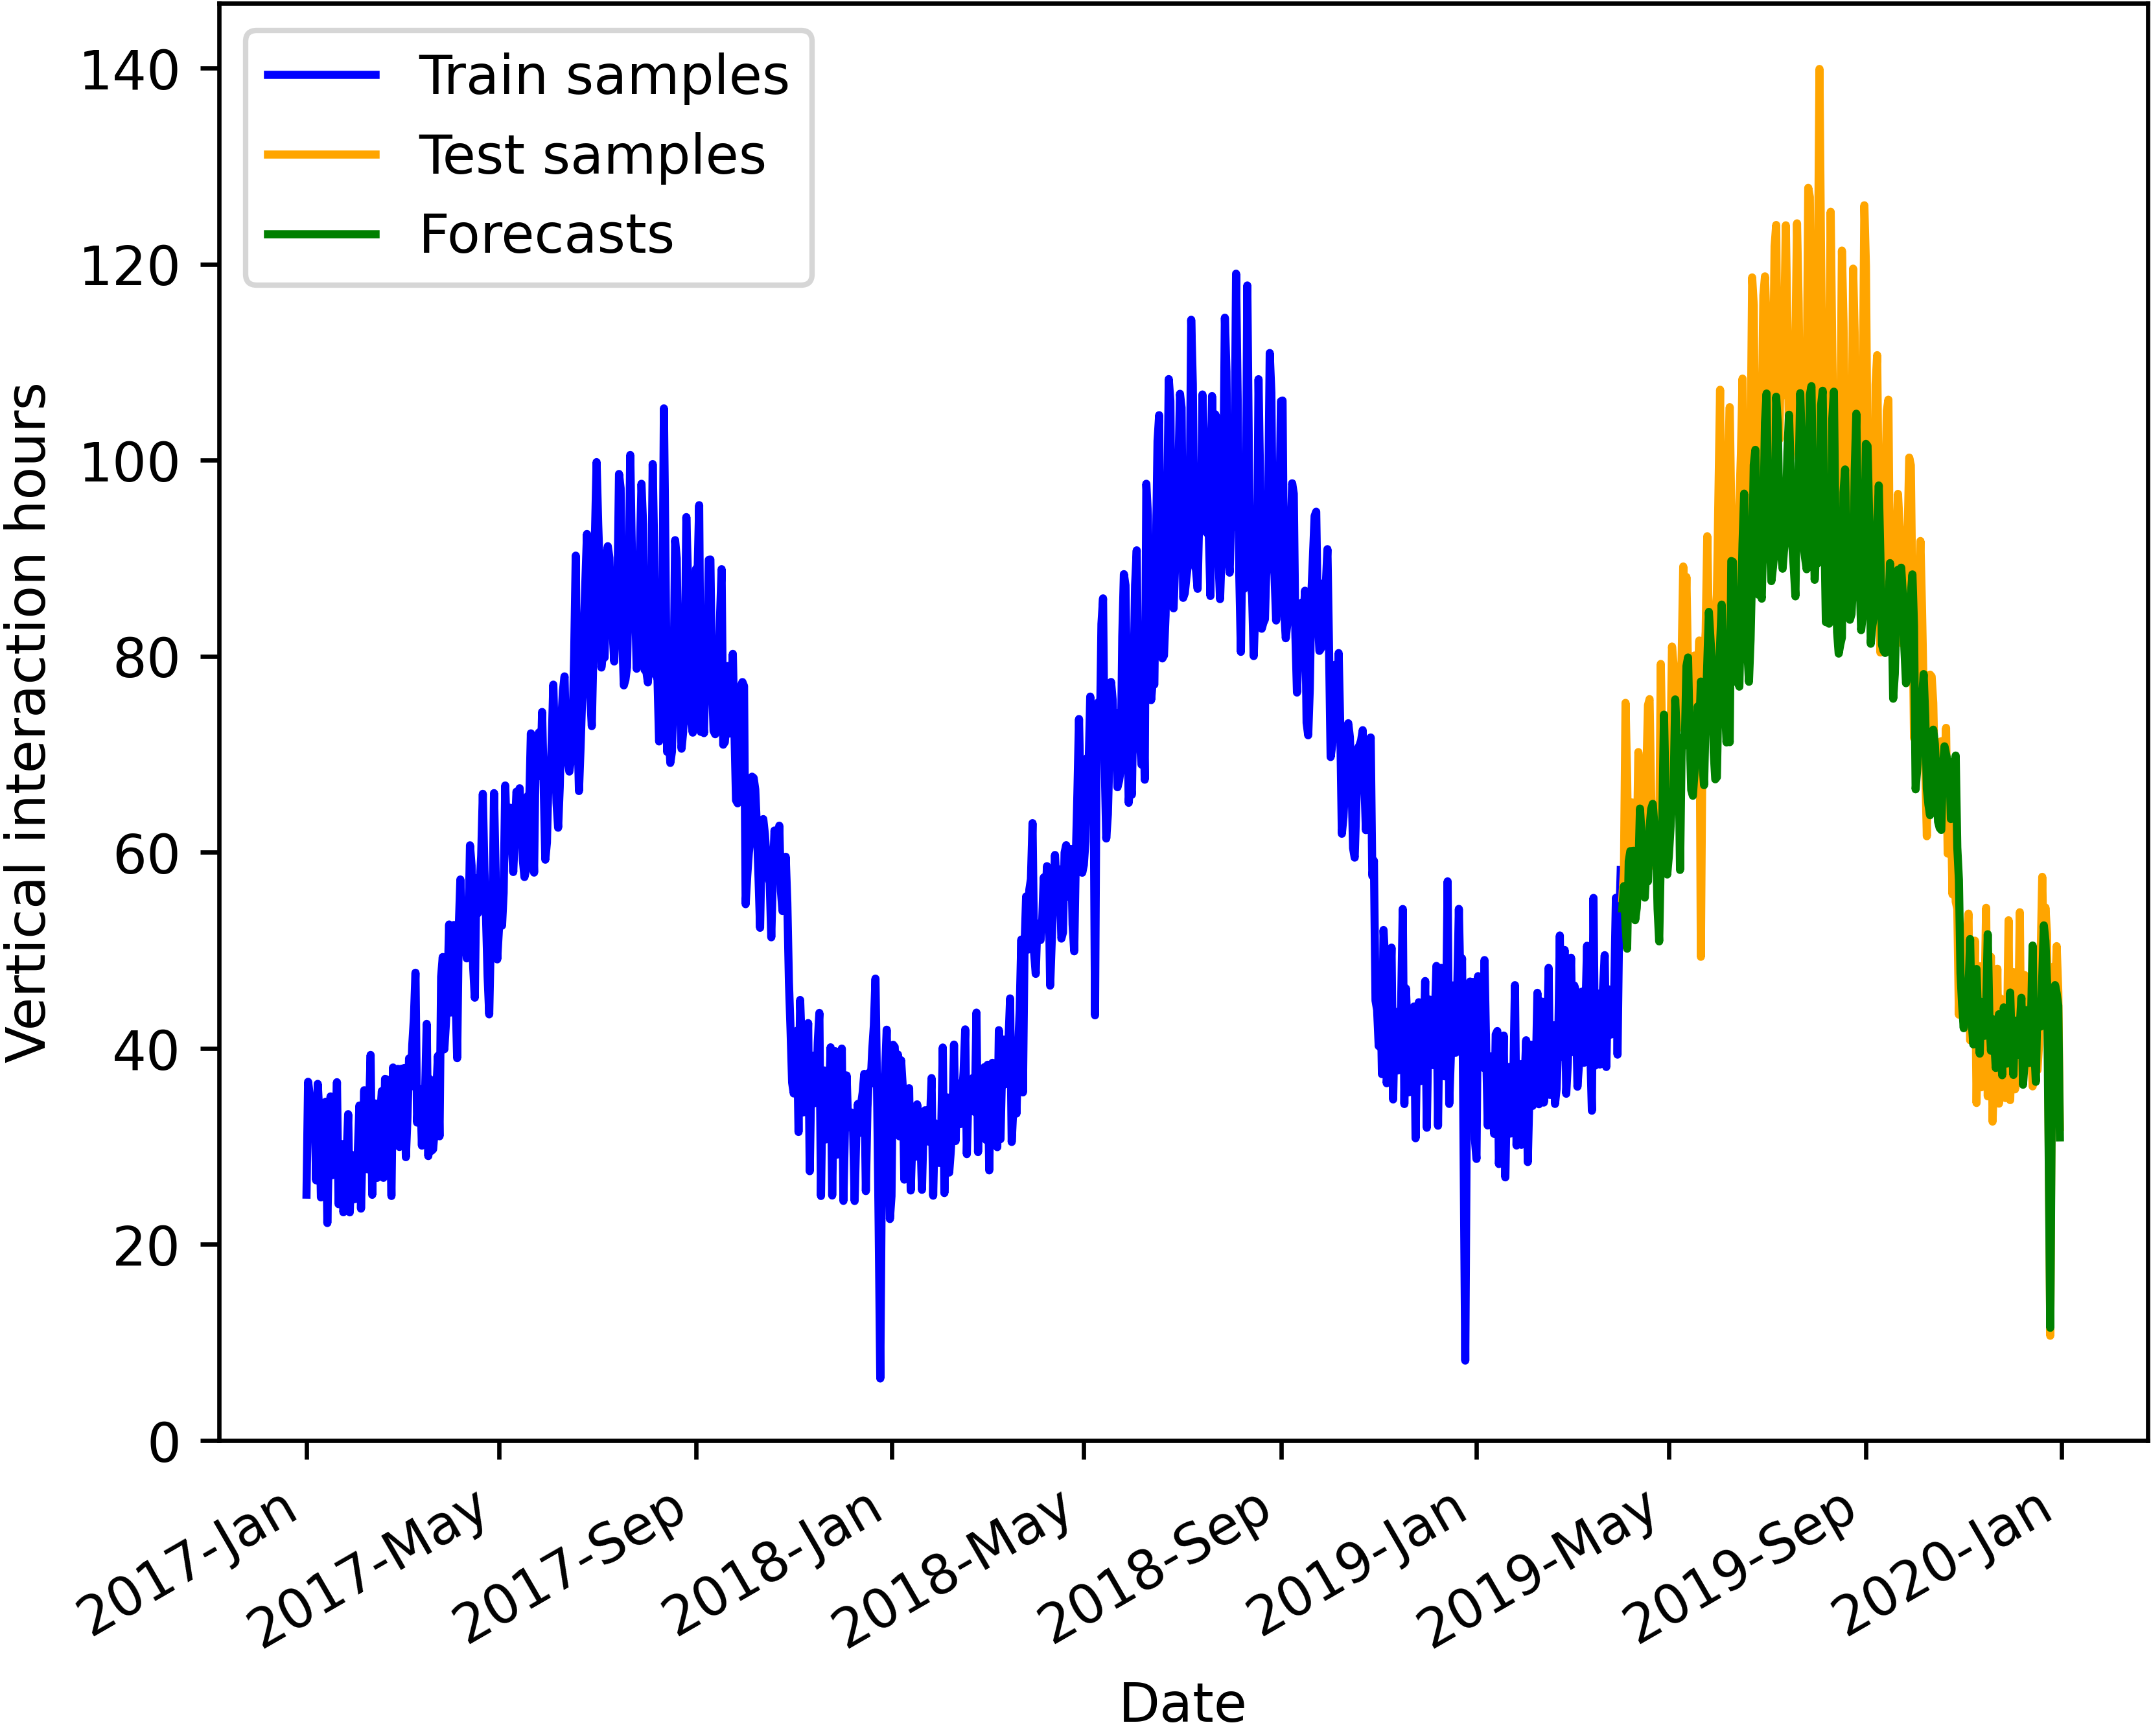 Train samples
Test samples
Forecasts
Vertical interaction hours
140
120
100
80
60
40
20
0
2017-Jan
2017-May
2017-Sep
2018-Jan
2018-May
2018-Sep
2019-Jan
2019-May
2019-Sep
2020-Jan
Date